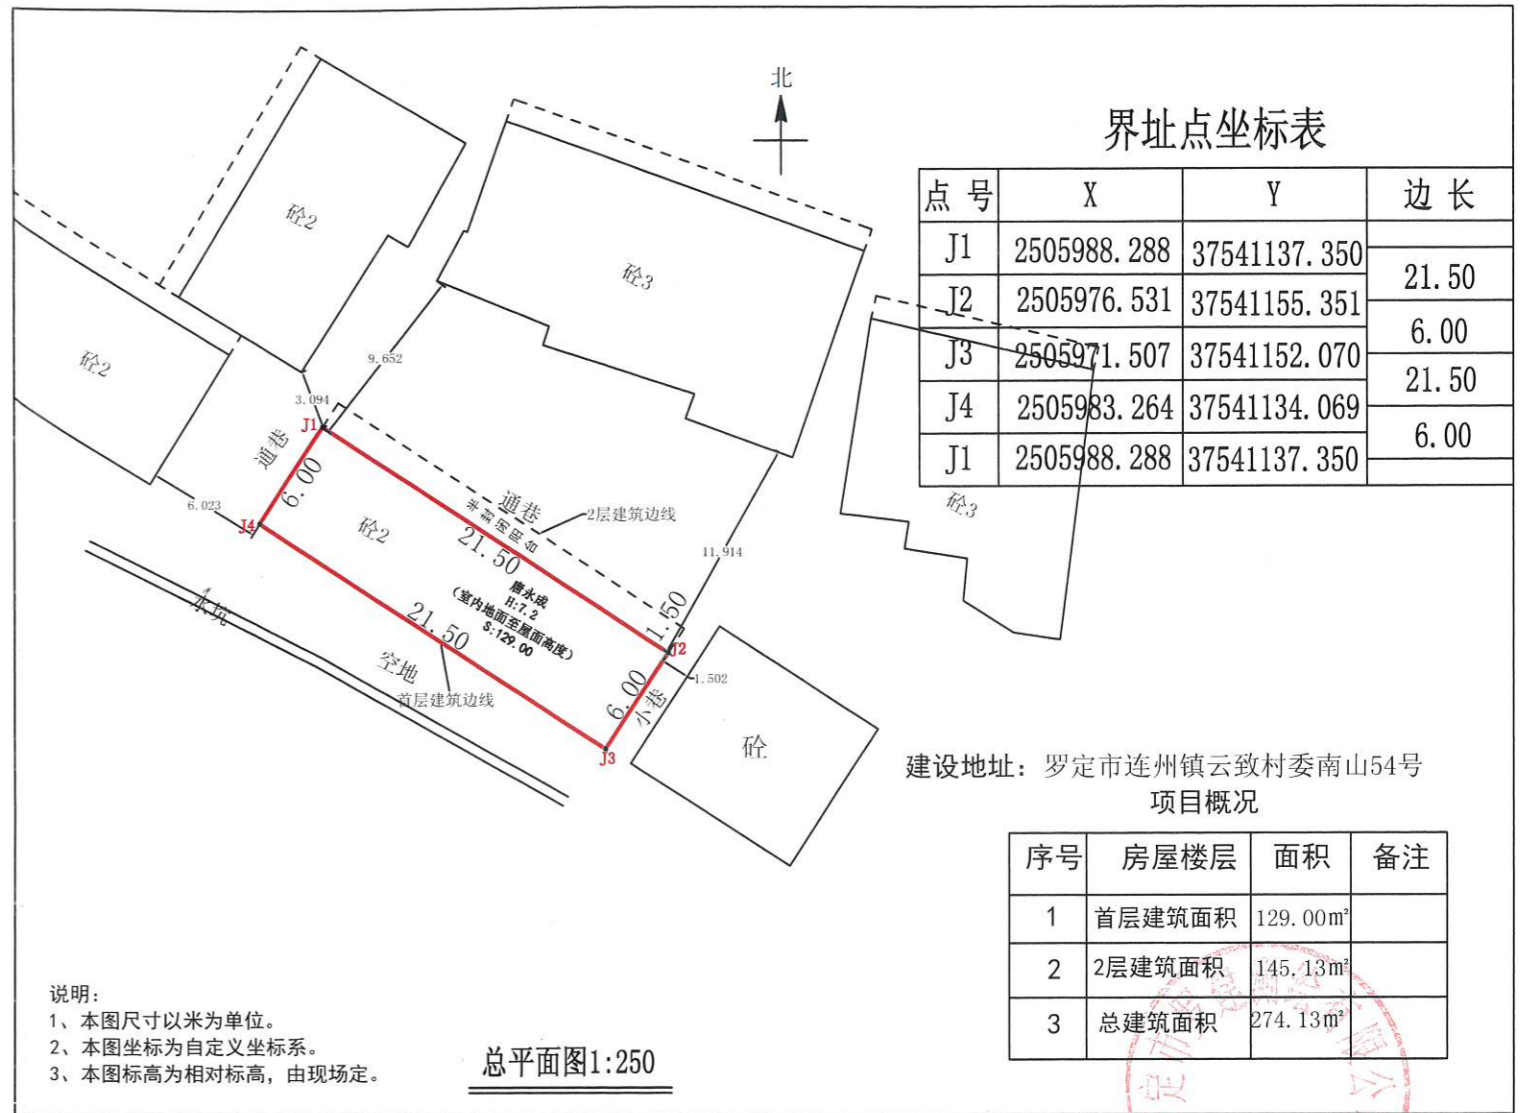 北
界址点坐标表
点 号 X Y 边 长
J1 2505988.288 37541137.350
21.50
J2 2505976.531 37541155.351
6.00
J3 2505971.507 37541152.070
21.50
J4 2505983.264 37541134.069
6.00
J1 2505988.288 37541137.350
砼2
砼3
砼2
砼3
9.652
3.094
J1
通巷
6.00
6.023
J4
砼2
通巷
半封闭阳台
2层建筑边线
21.50
11.914
唐永成
H:7.2
(室内地面至屋面高度)
S:129.00
1.50
J2
水坑
21.50
空地
首层建筑边线
6.00
小巷
1.502
J3
砼
建设地址：罗定市连州镇云致村委南山54号
项目概况
序号 房屋楼层 面积 备注
1 首层建筑面积 129.00m²
2 2层建筑面积 145.13m²
3 总建筑面积 274.13m²
说明：
1、本图尺寸以米为单位。
2、本图坐标为自定义坐标系。
3、本图标高为相对标高，由现场定。
总平面图1:250